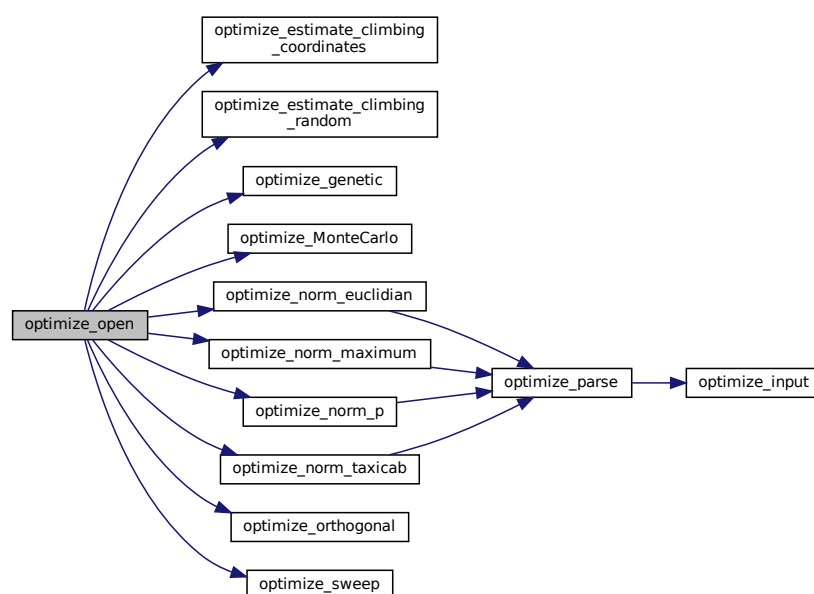 optimize_estimate_climbing
_coordinates
optimize_estimate_climbing
_random
optimize_genetic
optimize_MonteCarlo
optimize_norm_euclidian
optimize_open
optimize_norm_maximum
optimize_parse
optimize_input
optimize_norm_p
optimize_norm_taxicab
optimize_orthogonal
optimize_sweep